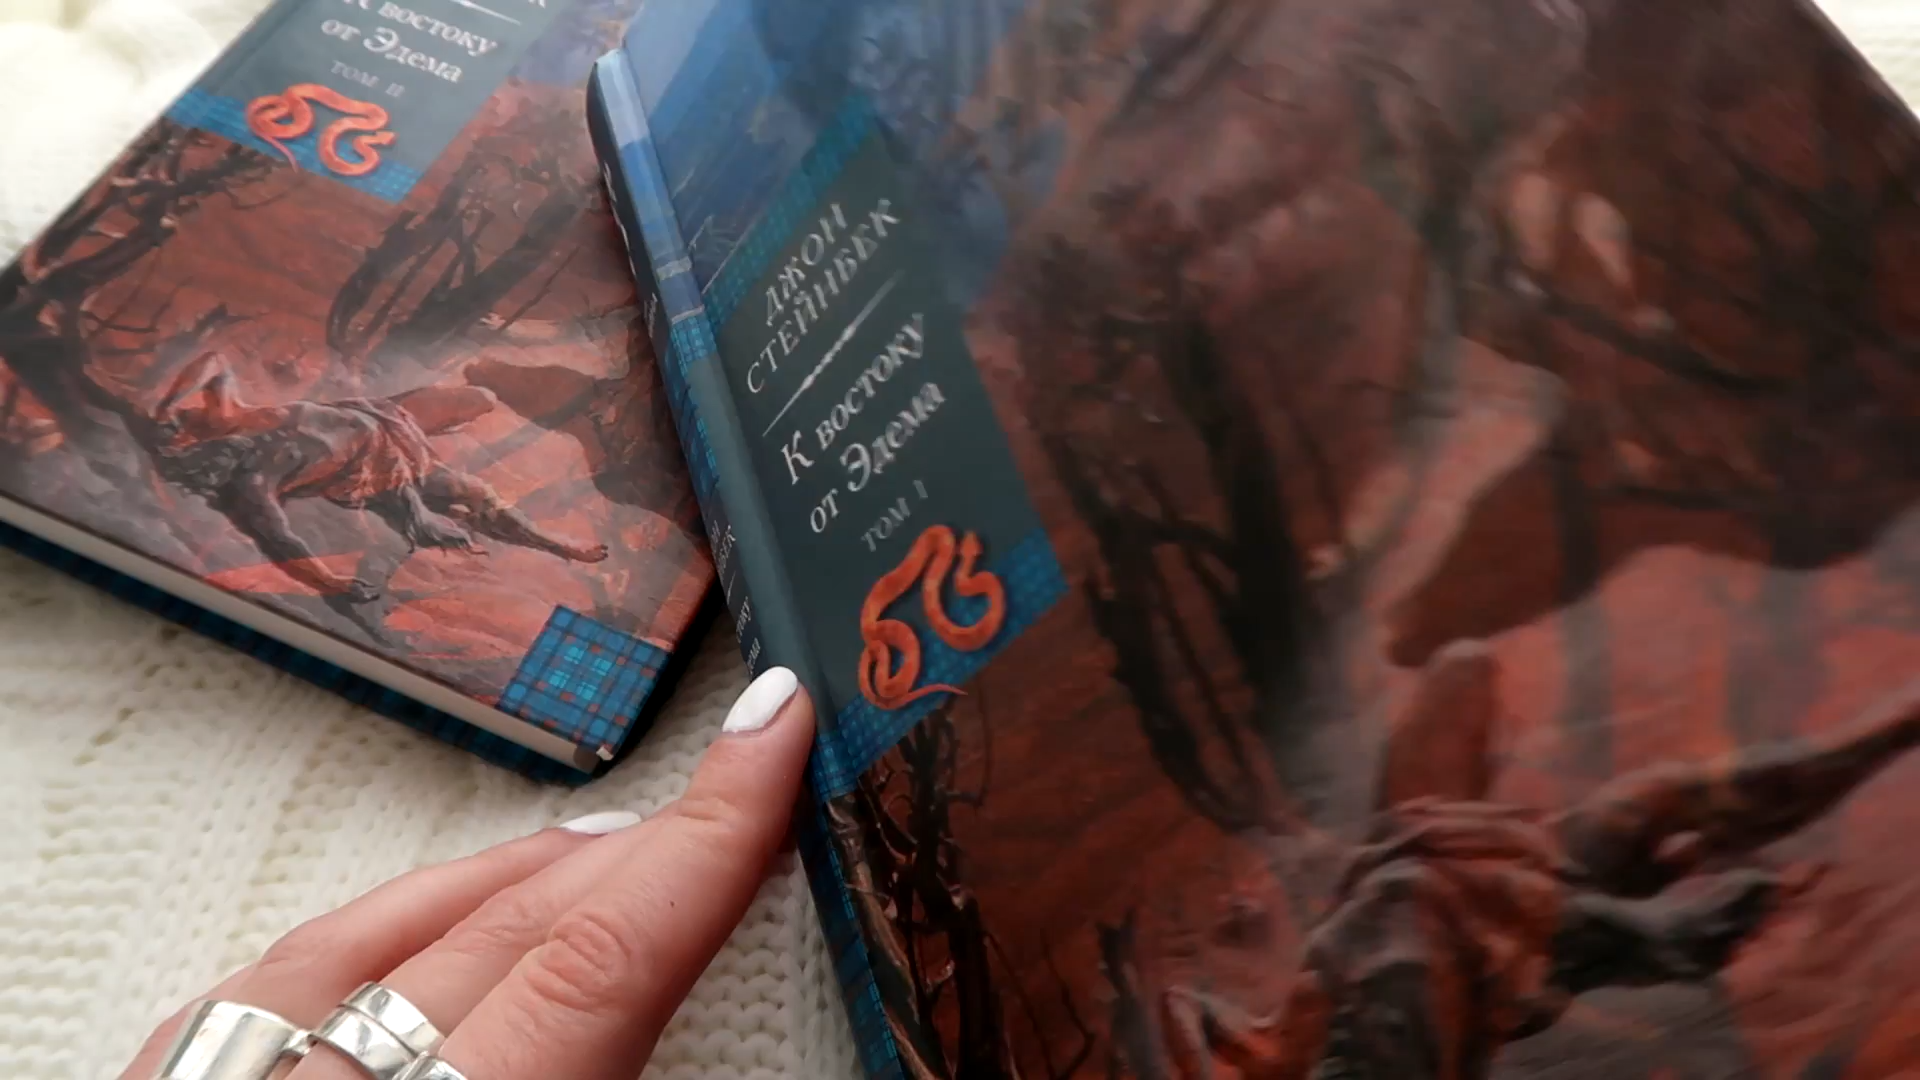 К востоку
от Эдема
ТОМ II
ДЖОН
СТЕЙНБЕК
К востоку
от Эдема
ТОМ I